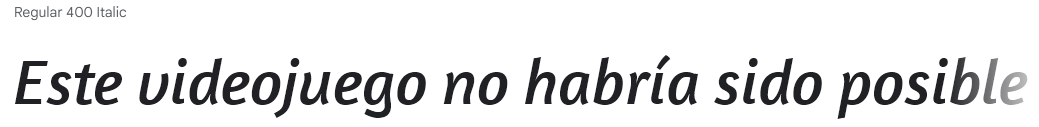 Regular 400 Italic
Este videojuego no habría sido posible